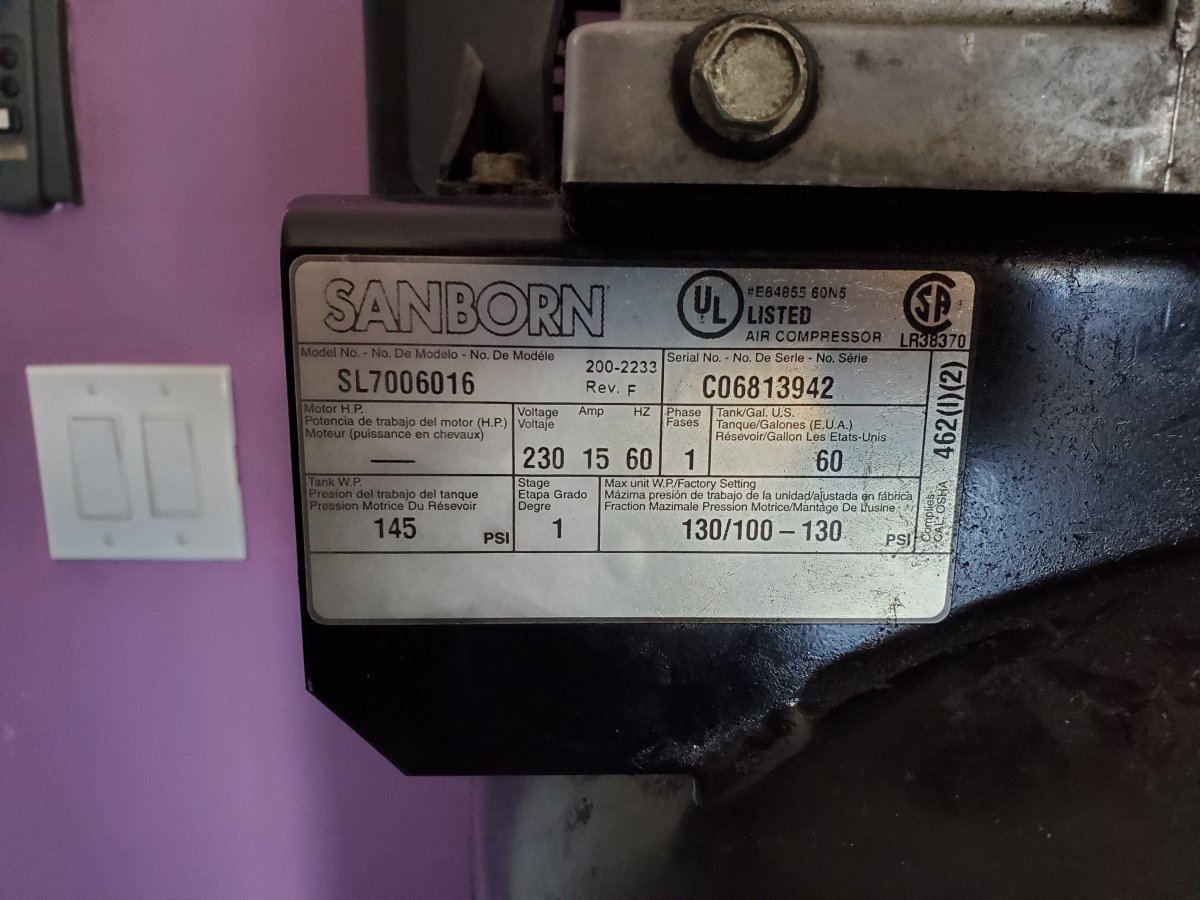 SANBORN
UL #E84855 60N5
LISTED
AIR COMPRESSOR
SA
LR38370
Model No. - No. De Modelo - No. De Modéle
SL7006016
200-2233
Rev. F
Serial No. - No. De Serle - No. Série
C06813942
Motor H.P.
Potencia de trabajo del motor (H.P.)
Moteur (puissance en chevaux)
—
Voltage Amp HZ
Voltaje
230 15 60
Phase
Fases
1
Tank/Gal. U.S.
Tanque/Galones (E.U.A.)
Résevoir/Gallon Les Etats-Unis
60
Tank W.P.
Presion del trabajo del tanque
Pression Motrice Du Résevoir
145 PSI
Stage
Etapa Grado
Degre
1
Max unit W.P./Factory Setting
Mázima presión de trabajo de la unidad/ajustada en fábrica
Fraction Mazimale Pression Motrice/Mantage De Lusine
130/100 – 130 PSI
Complies
CAL OSHA
462(l)(2)